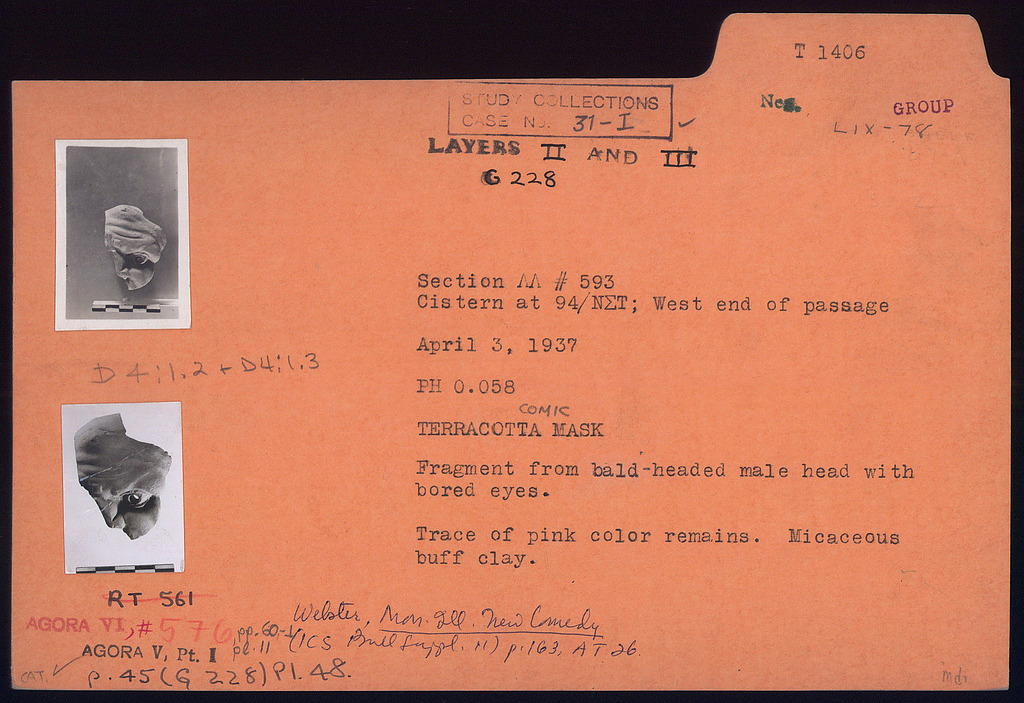 T 1406
STUDY COLLECTIONS
CASE NO. 31-I ✓
Neg.
GROUP
LIX-78
LAYERS II AND III
G 228
Section ΛΛ # 593
Cistern at 94/ΝΣΤ; West end of passage
April 3, 1937
PH 0.058
COMIC
TERRACOTTA MASK
Fragment from bald-headed male head with
bored eyes.
Trace of pink color remains. Micaceous
buff clay.
D 4:1.2 + D4:1.3
RT 561
AGORA VI, # 576 pp. 60-1
pl. 11
AGORA V, Pt. I
p. 45 (G 228) Pl. 48.
CAT. ✓
Webster, Mon. Ill. New Comedy
(ICS Bull Suppl. 11) p. 163, AT 26.
mdr